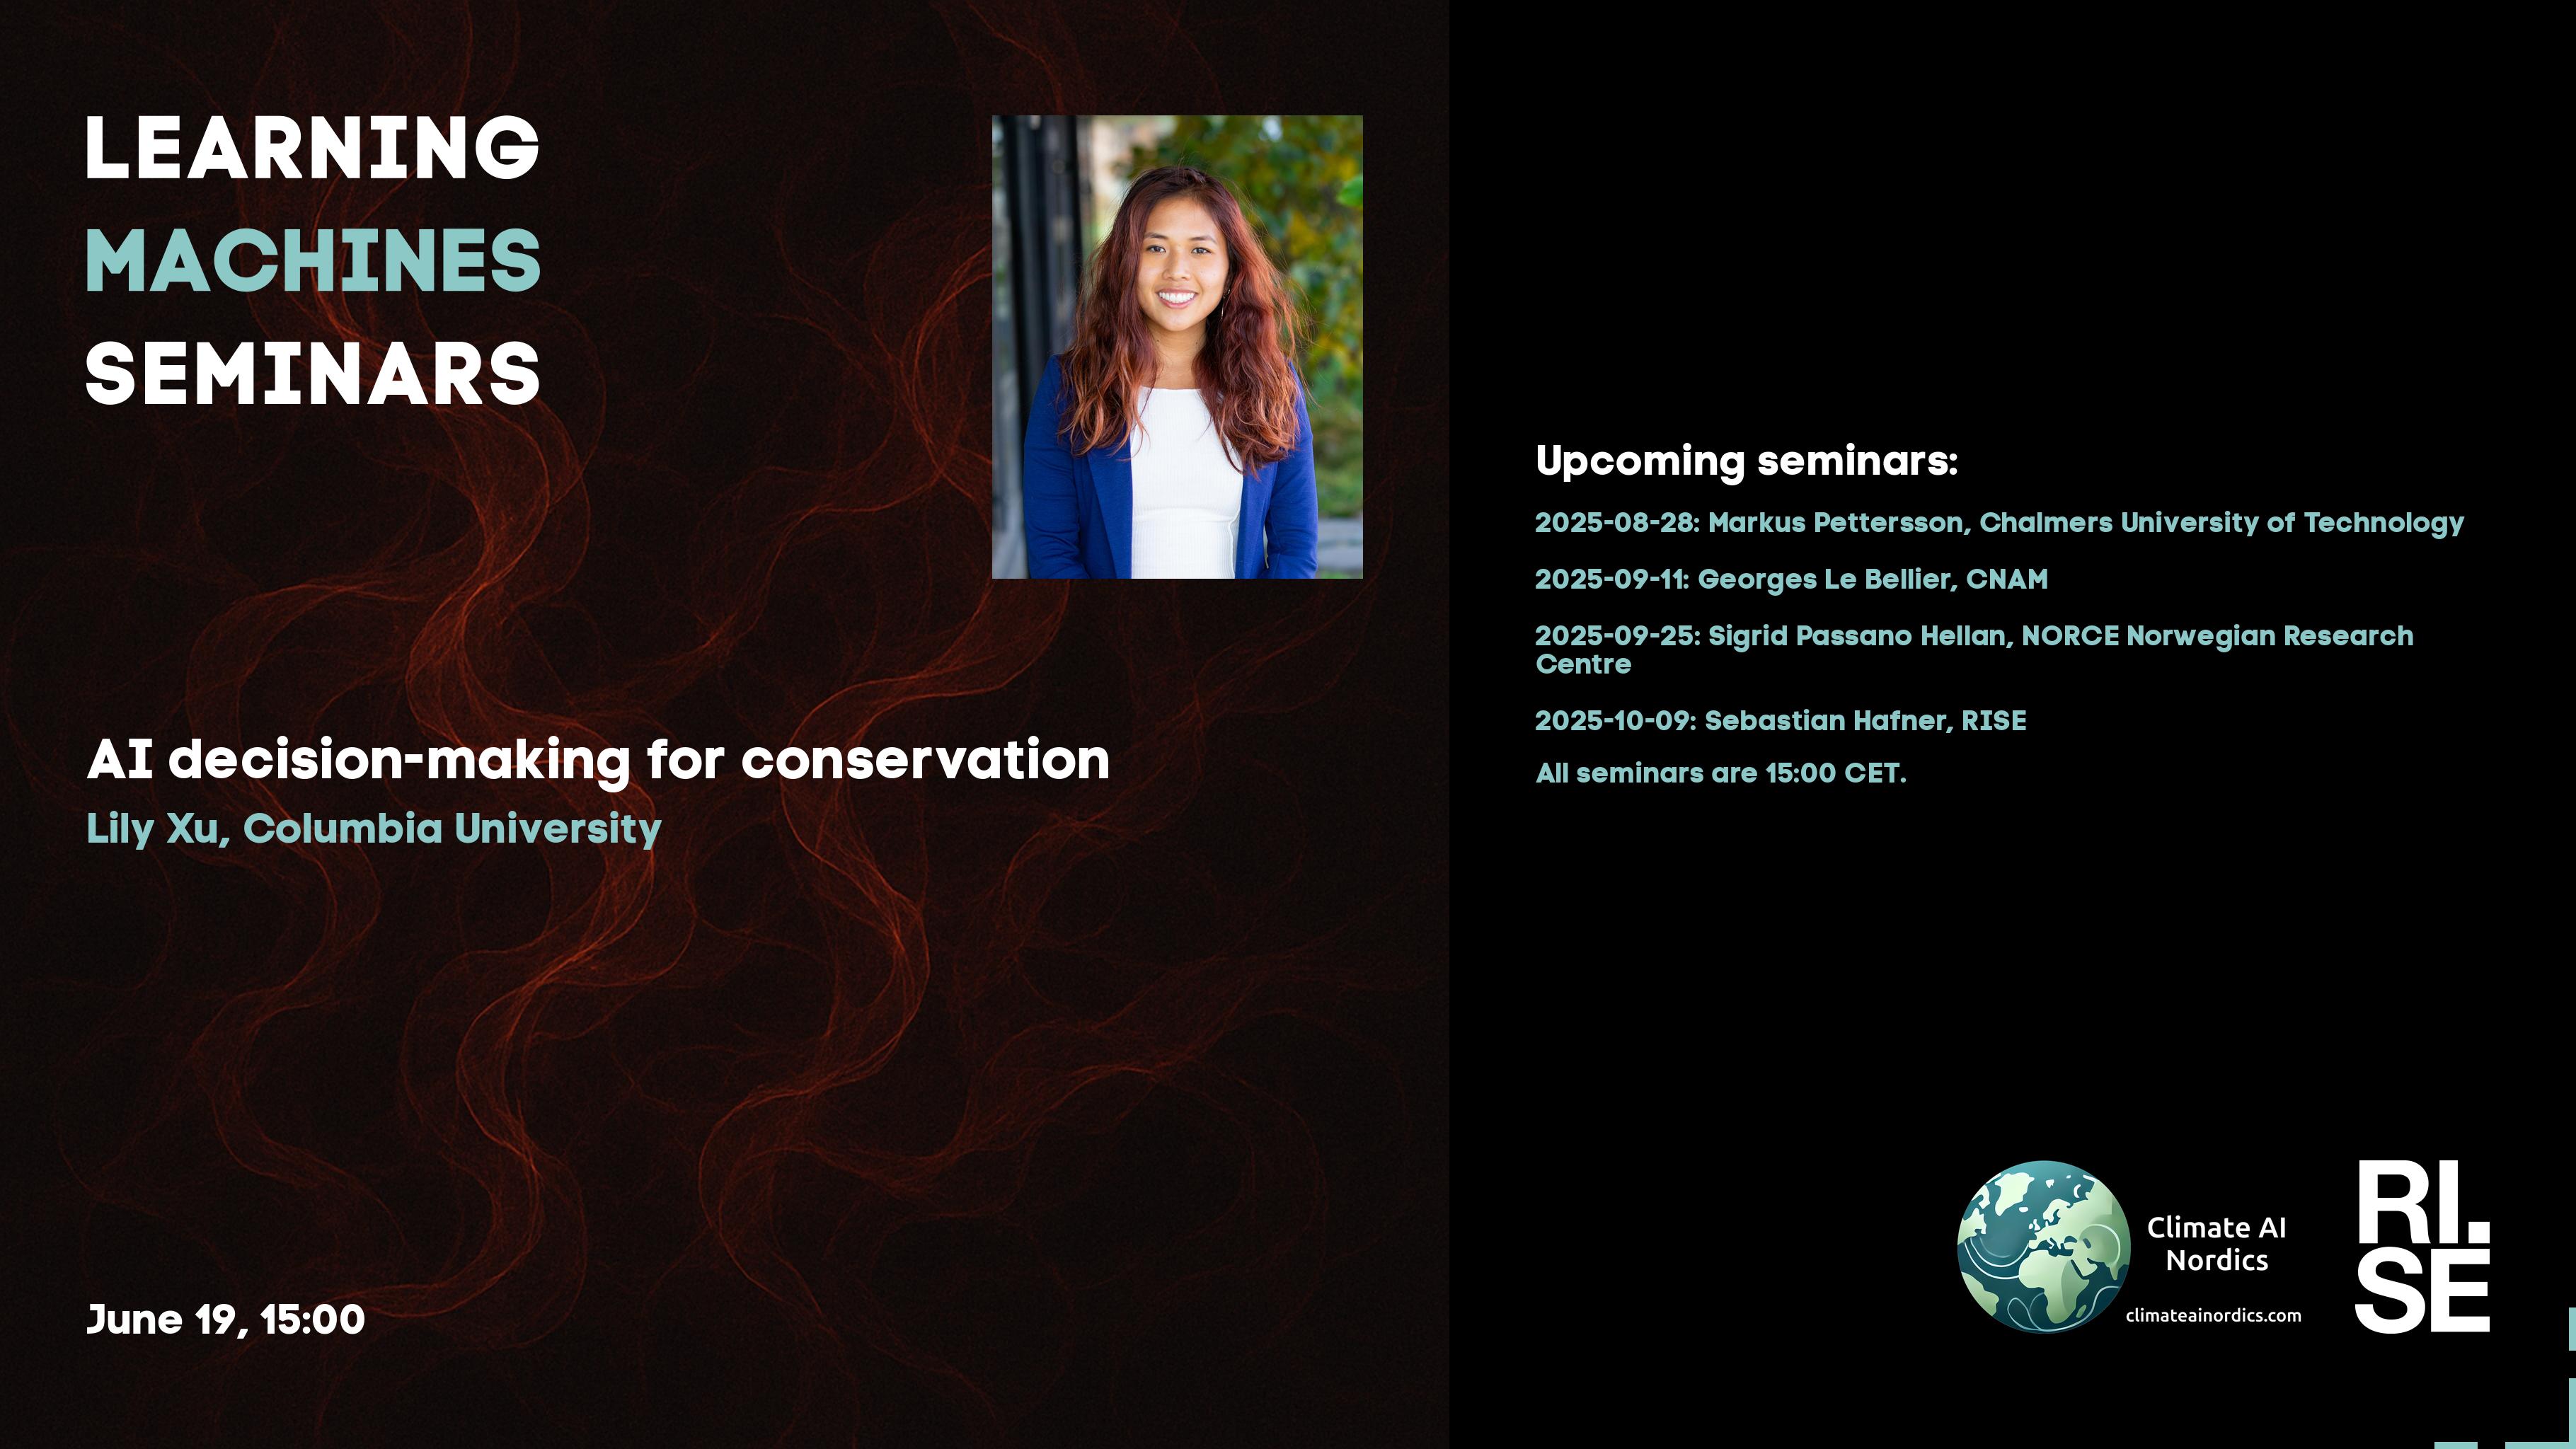 LEARNING
MACHINES
SEMINARS
AI decision-making for conservation
Lily Xu, Columbia University
June 19, 15:00
Upcoming seminars:
2025-08-28: Markus Pettersson, Chalmers University of Technology
2025-09-11: Georges Le Bellier, CNAM
2025-09-25: Sigrid Passano Hellan, NORCE Norwegian Research
Centre
2025-10-09: Sebastian Hafner, RISE
All seminars are 15:00 CET.
Climate AI
Nordics
climateainordics.com
RI.
SE